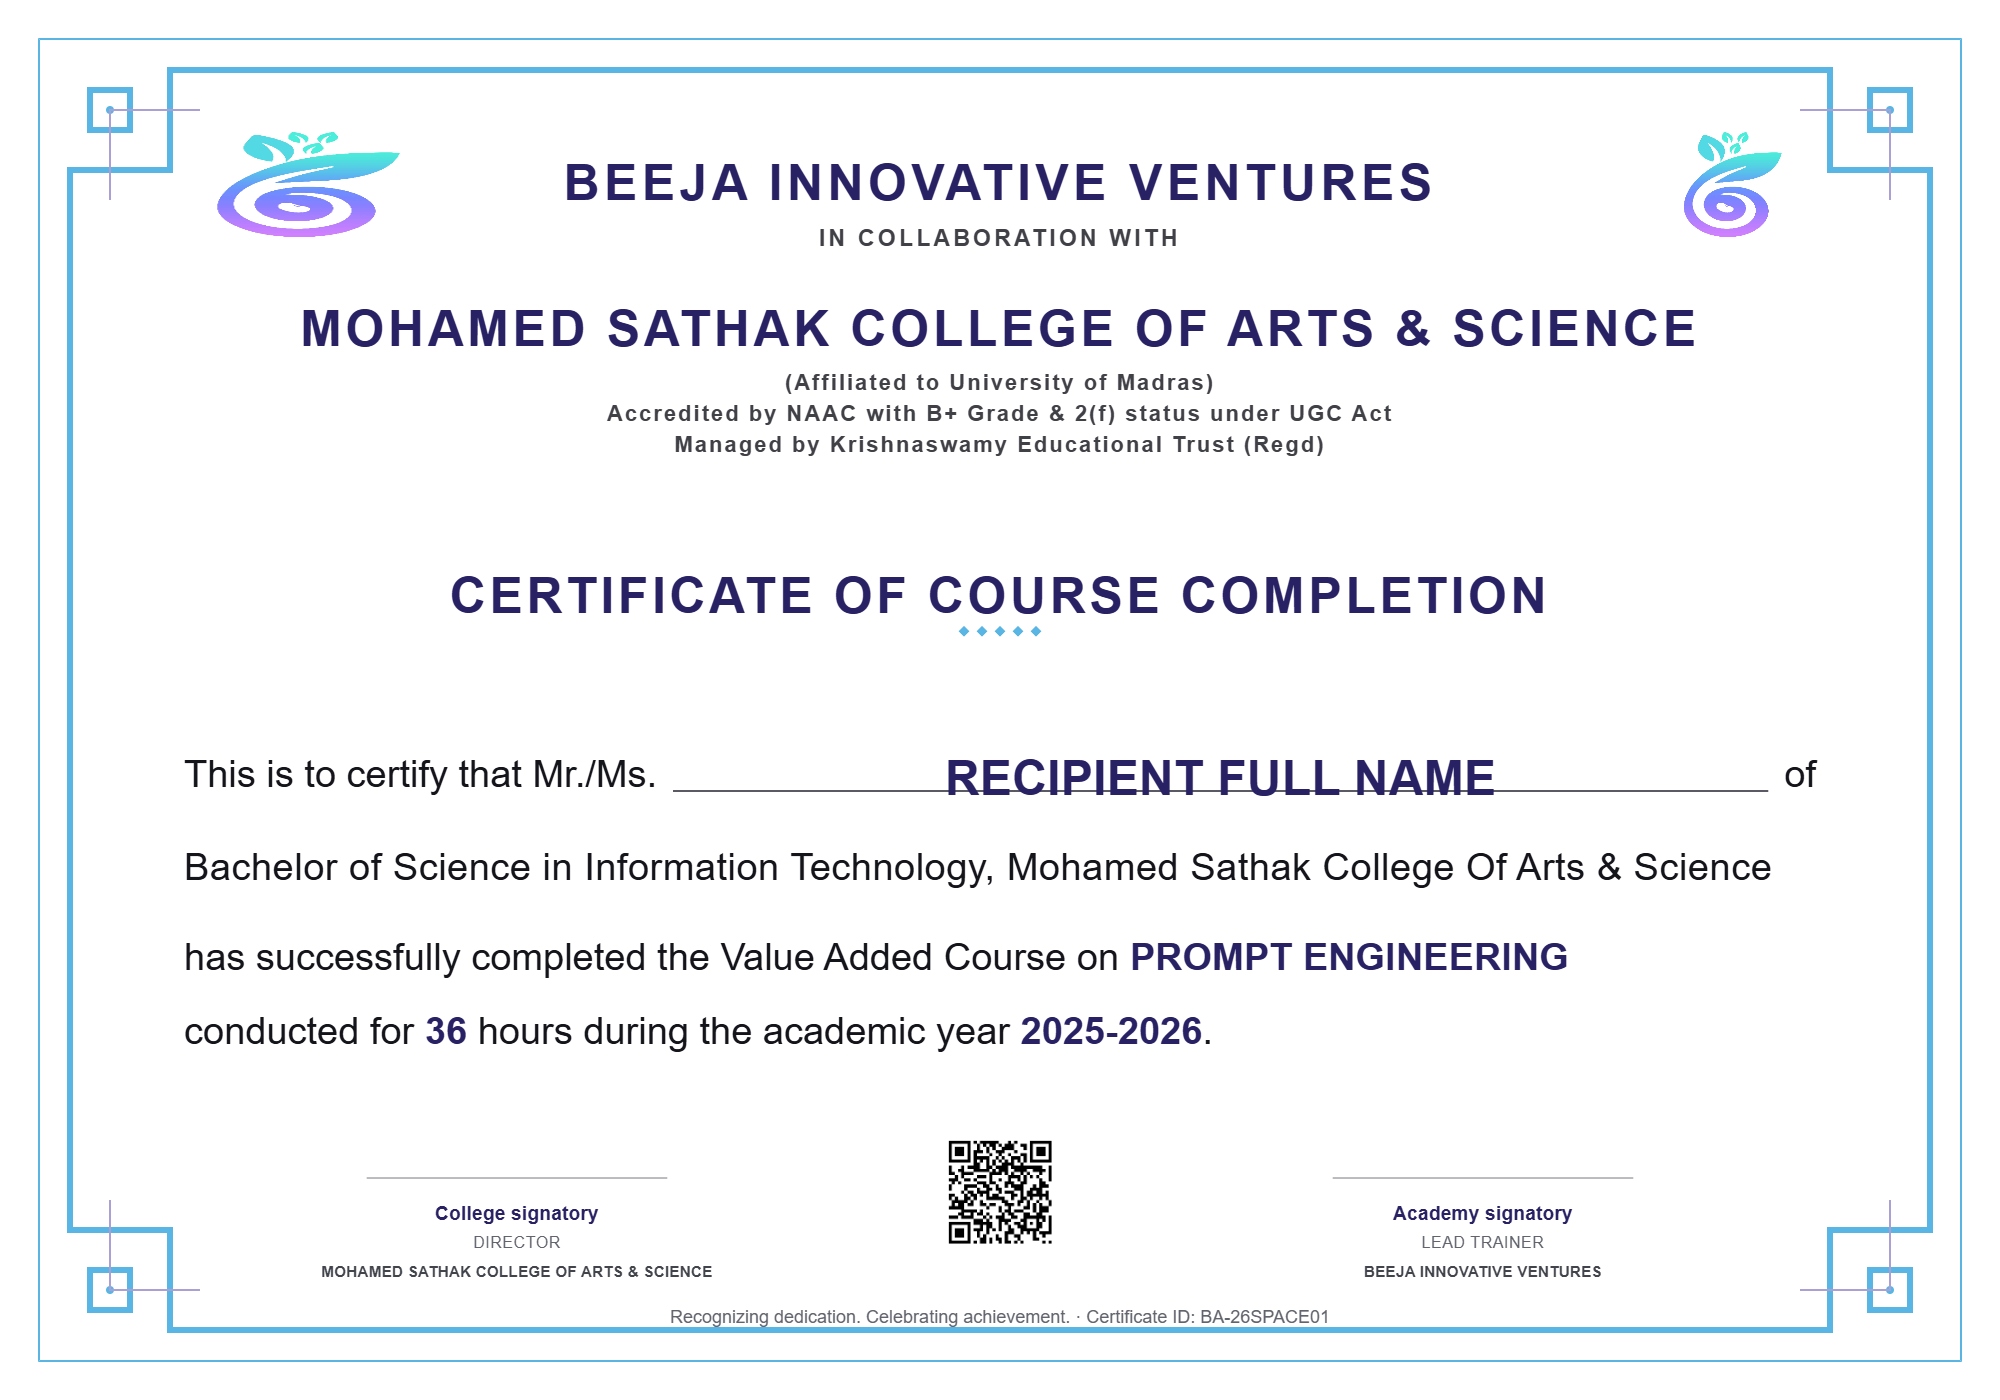 BEEJA INNOVATIVE VENTURES
IN COLLABORATION WITH
MOHAMED SATHAK COLLEGE OF ARTS & SCIENCE
(Affiliated to University of Madras)
Accredited by NAAC with B+ Grade & 2(f) status under UGC Act
Managed by Krishnaswamy Educational Trust (Regd)
CERTIFICATE OF COURSE COMPLETION
This is to certify that Mr./Ms. RECIPIENT FULL NAME of
Bachelor of Science in Information Technology, Mohamed Sathak College Of Arts & Science
has successfully completed the Value Added Course on PROMPT ENGINEERING
conducted for 36 hours during the academic year 2025-2026.
College signatory
DIRECTOR
MOHAMED SATHAK COLLEGE OF ARTS & SCIENCE
Academy signatory
LEAD TRAINER
BEEJA INNOVATIVE VENTURES
Recognizing dedication. Celebrating achievement. · Certificate ID: BA-26SPACE01